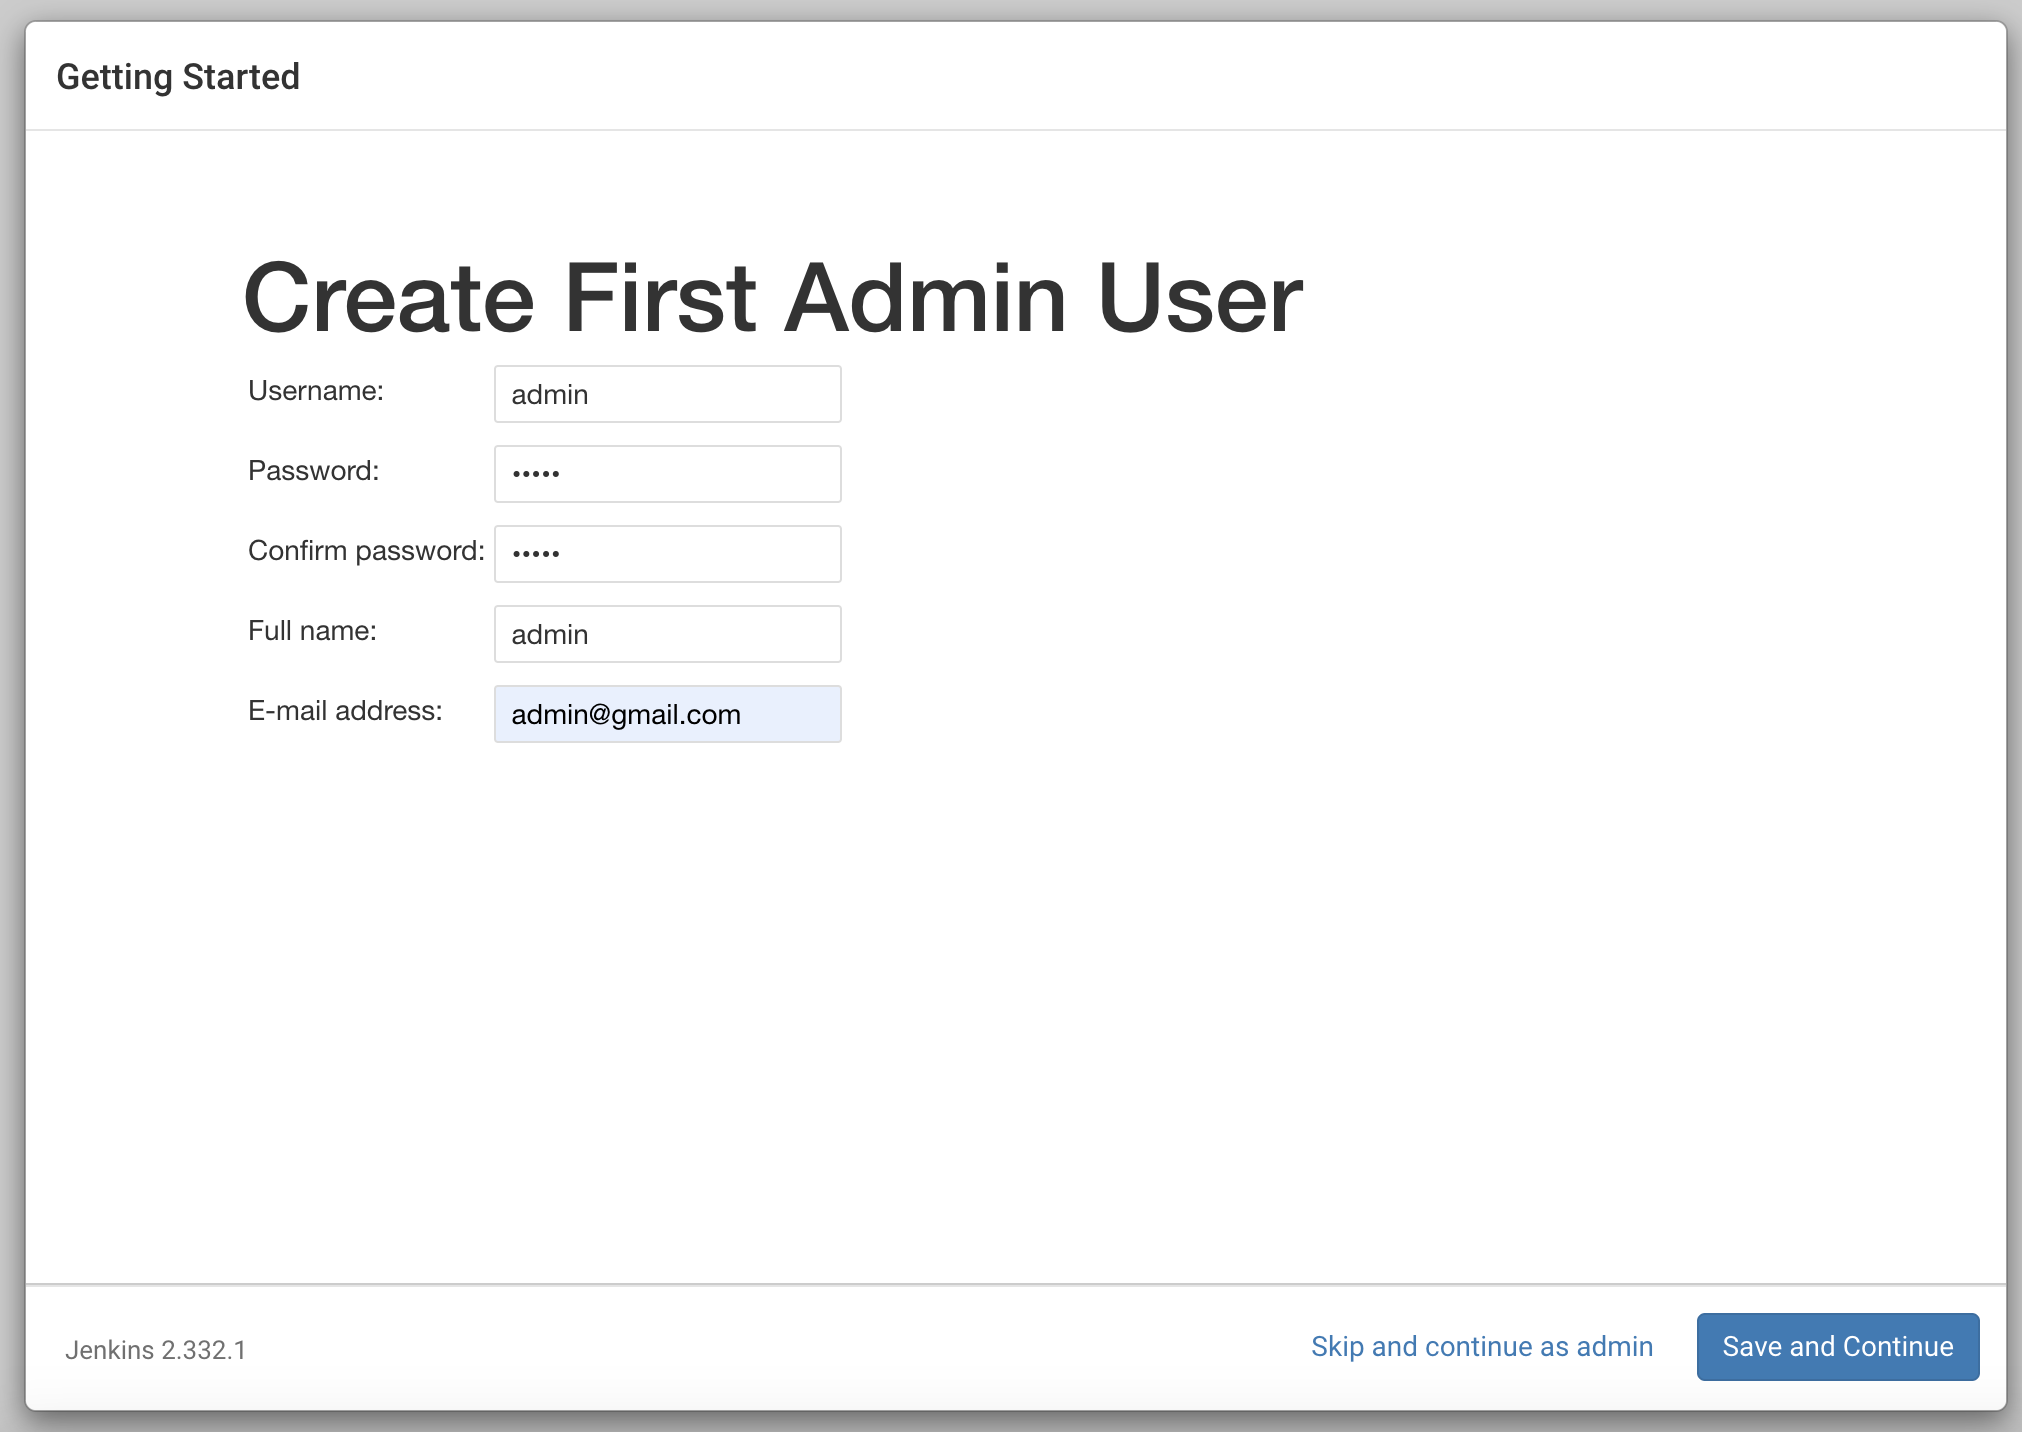 Getting Started
Create First Admin User
Username: admin
Password: •••••
Confirm password: •••••
Full name: admin
E-mail address: admin@gmail.com
Jenkins 2.332.1 Skip and continue as admin Save and Continue